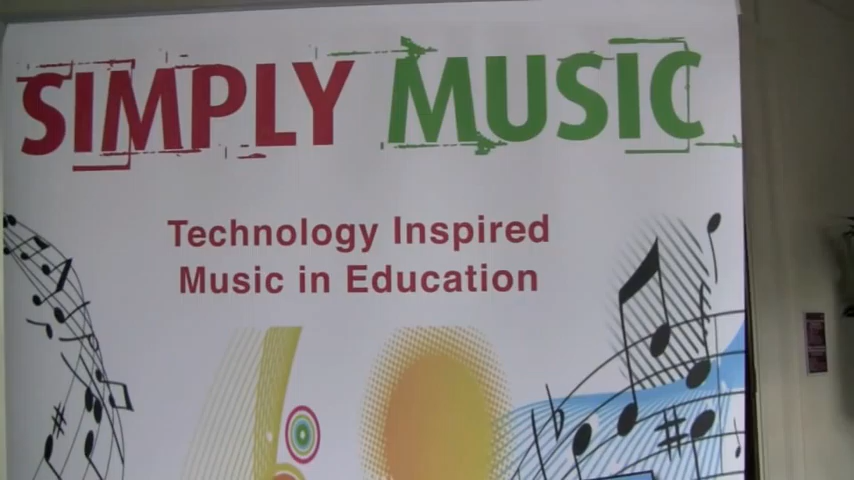 SIMPLY MUSIC
Technology Inspired
Music in Education